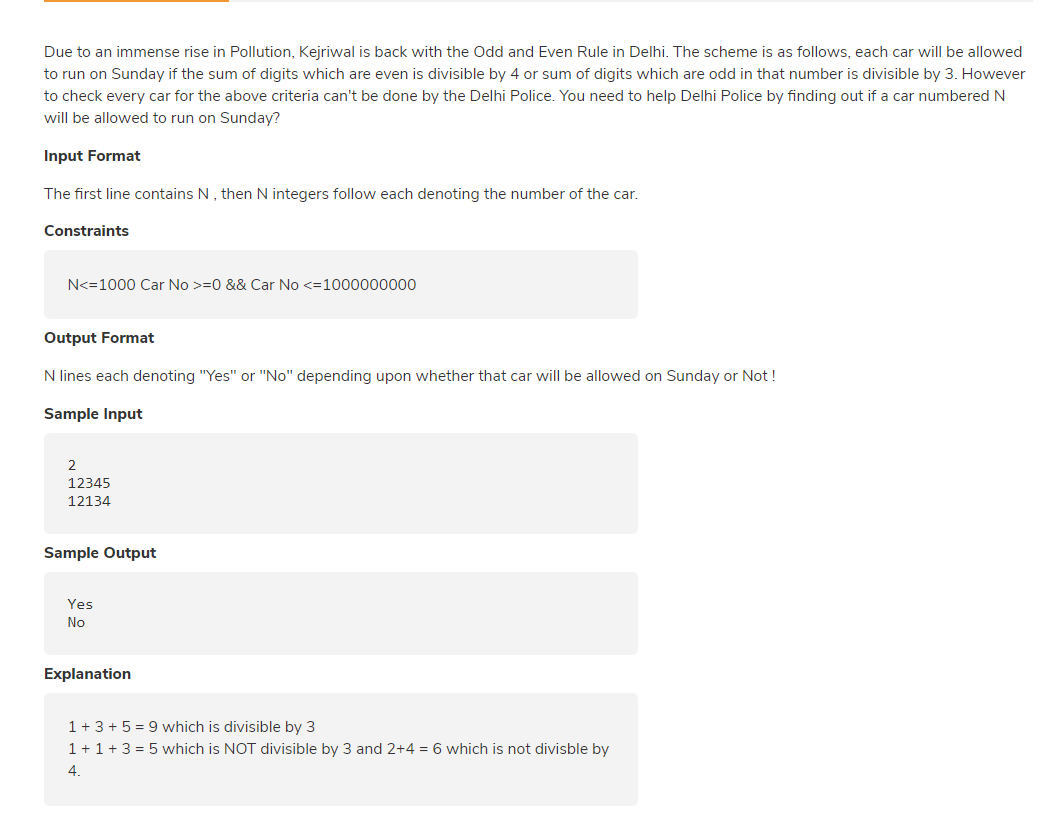 Due to an immense rise in Pollution, Kejriwal is back with the Odd and Even Rule in Delhi. The scheme is as follows, each car will be allowed
to run on Sunday if the sum of digits which are even is divisible by 4 or sum of digits which are odd in that number is divisible by 3. However
to check every car for the above criteria can't be done by the Delhi Police. You need to help Delhi Police by finding out if a car numbered N
will be allowed to run on Sunday?
Input Format
The first line contains N , then N integers follow each denoting the number of the car.
Constraints
N<=1000 Car No >=0 && Car No <=1000000000
Output Format
N lines each denoting "Yes" or "No" depending upon whether that car will be allowed on Sunday or Not !
Sample Input
2
12345
12134
Sample Output
Yes
No
Explanation
1 + 3 + 5 = 9 which is divisible by 3
1 + 1 + 3 = 5 which is NOT divisible by 3 and 2+4 = 6 which is not divisble by
4.